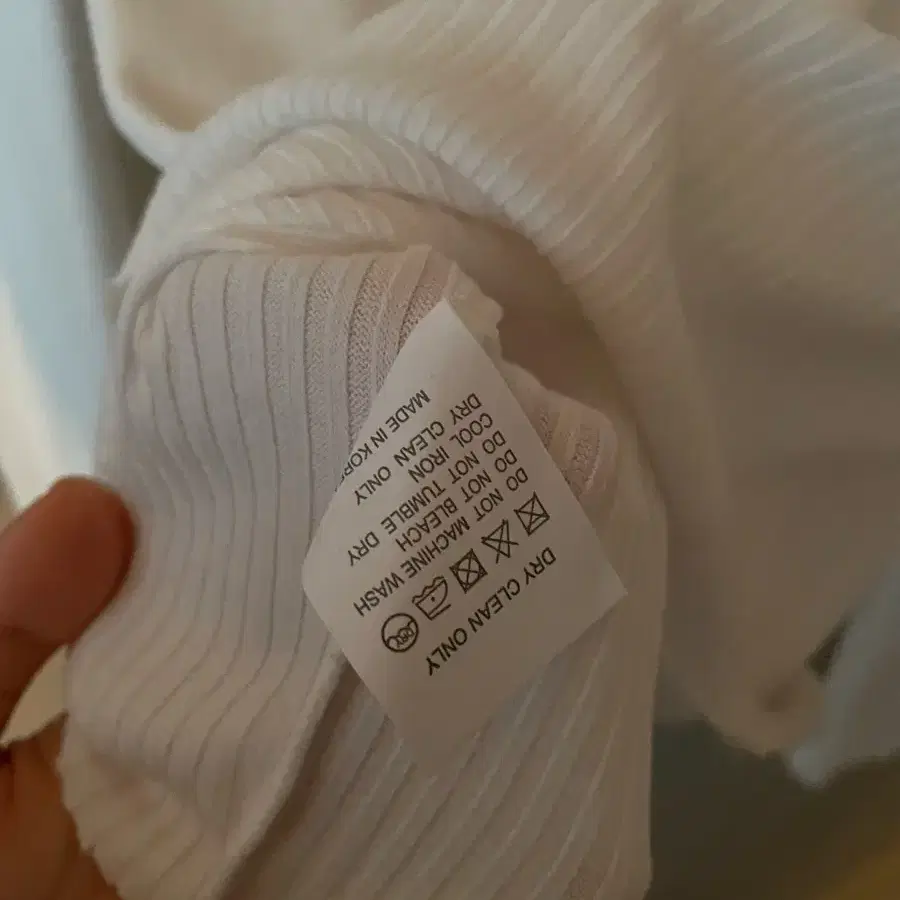 DRY CLEAN ONLY
DRY
DO NOT MACHINE WASH
DO NOT BLEACH
DO NOT TUMBLE DRY
COOL IRON
DRY CLEAN ONLY
MADE IN